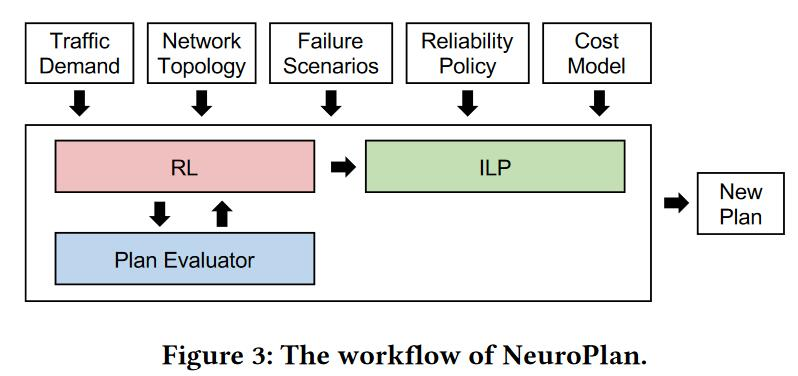 Traffic
Demand
Network
Topology
Failure
Scenarios
Reliability
Policy
Cost
Model
RL
ILP
Plan Evaluator
New
Plan
Figure 3: The workflow of NeuroPlan.